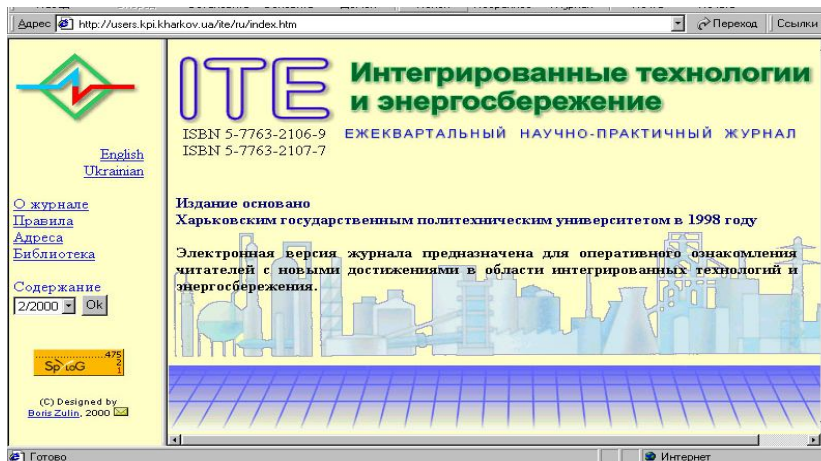 Адрес http://users.kpi.kharkov.ua/ite/ru/index.htm Переход Ссылки
English
Ukrainian
О журнале
Правила
Адреса
Библиотека
Содержание
2/2000 Ok
SpyLOG 475 2 1
(C) Designed by
Boris Zulin, 2000
ITE Интегрированные технологии
и энергосбережение
ISBN 5-7763-2106-9
ISBN 5-7763-2107-7
ЕЖЕКВАРТАЛЬНЫЙ НАУЧНО-ПРАКТИЧНЫЙ ЖУРНАЛ
Издание основано
Харьковским государственным политехническим университетом в 1998 году
Электронная версия журнала предназначена для оперативного ознакомления
читателей с новыми достижениями в области интегрированных технологий и
энергосбережения.
Готово Интернет